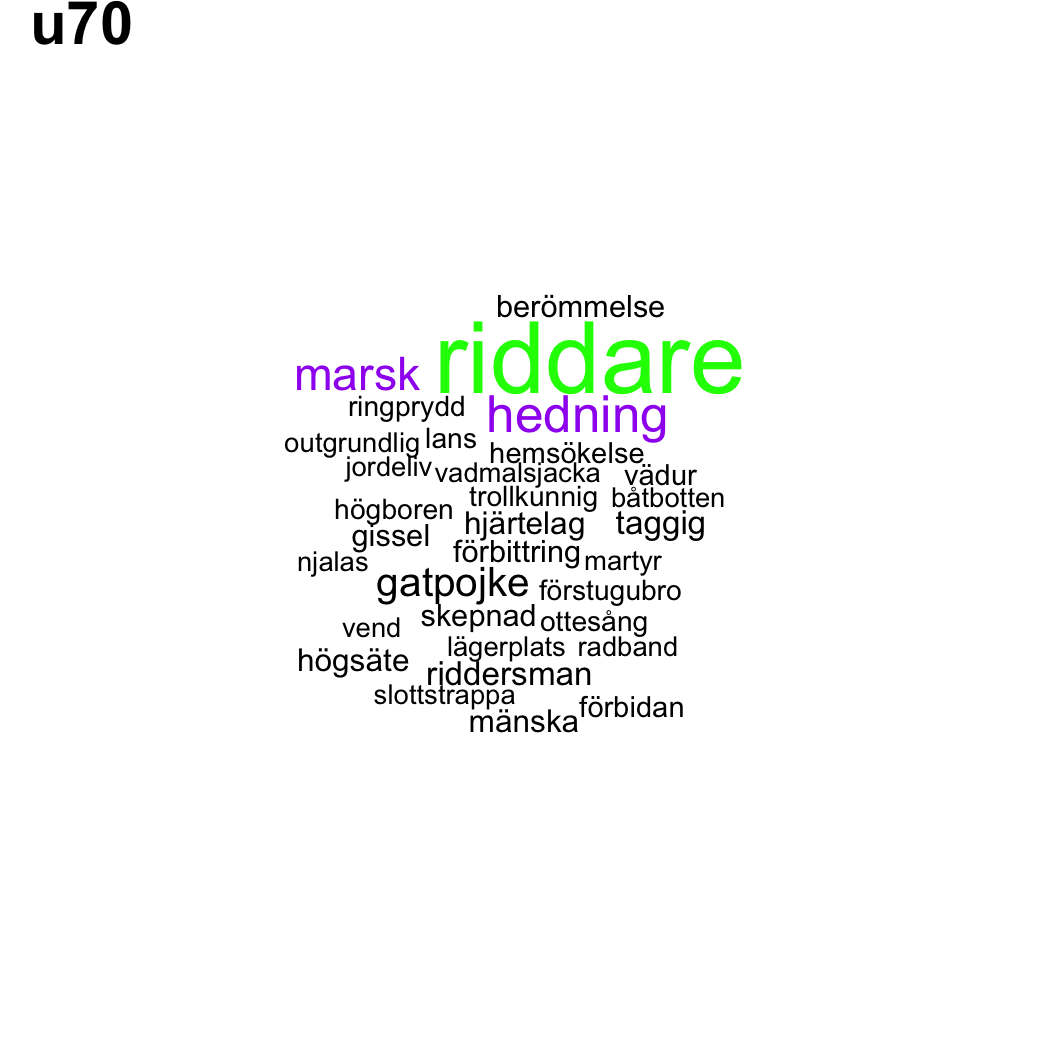 u70
berömmelse
riddare
marsk
ringprydd hedning
outgrundlig lans hemsökelse
jordeliv vadmalsjacka vädur
högboren trollkunnig båtbotten
gissel hjärtelag taggig
njalas förbittring martyr
gatpojke förstugubro
vend skepnad ottesång
högsäte lägerplats radband
riddersman
slottstrappa förbidan
mänska